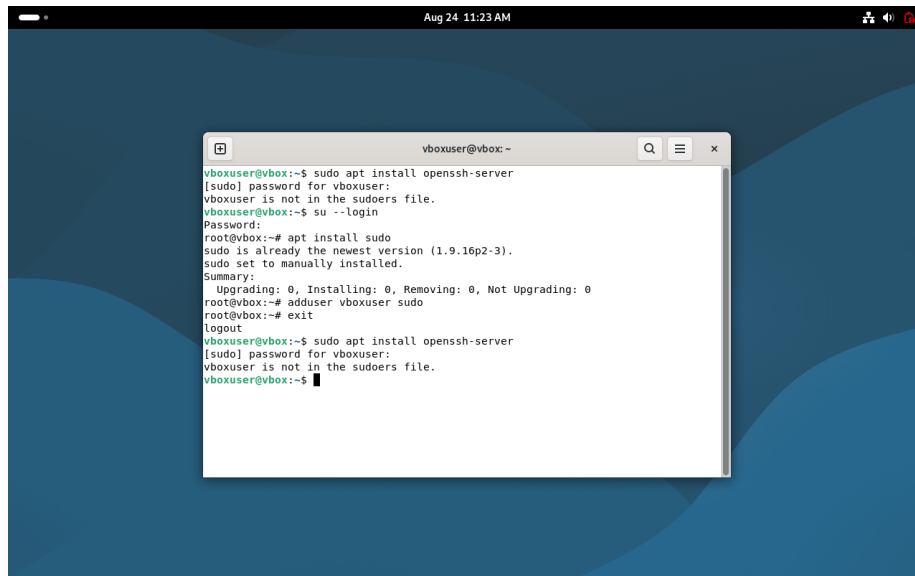 Aug 24 11:23 AM
vboxuser@vbox: ~
vboxuser@vbox:~$ sudo apt install openssh-server
[sudo] password for vboxuser:
vboxuser is not in the sudoers file.
vboxuser@vbox:~$ su --login
Password:
root@vbox:~# apt install sudo
sudo is already the newest version (1.9.16p2-3).
sudo set to manually installed.
Summary:
  Upgrading: 0, Installing: 0, Removing: 0, Not Upgrading: 0
root@vbox:~# adduser vboxuser sudo
root@vbox:~# exit
logout
vboxuser@vbox:~$ sudo apt install openssh-server
[sudo] password for vboxuser:
vboxuser is not in the sudoers file.
vboxuser@vbox:~$